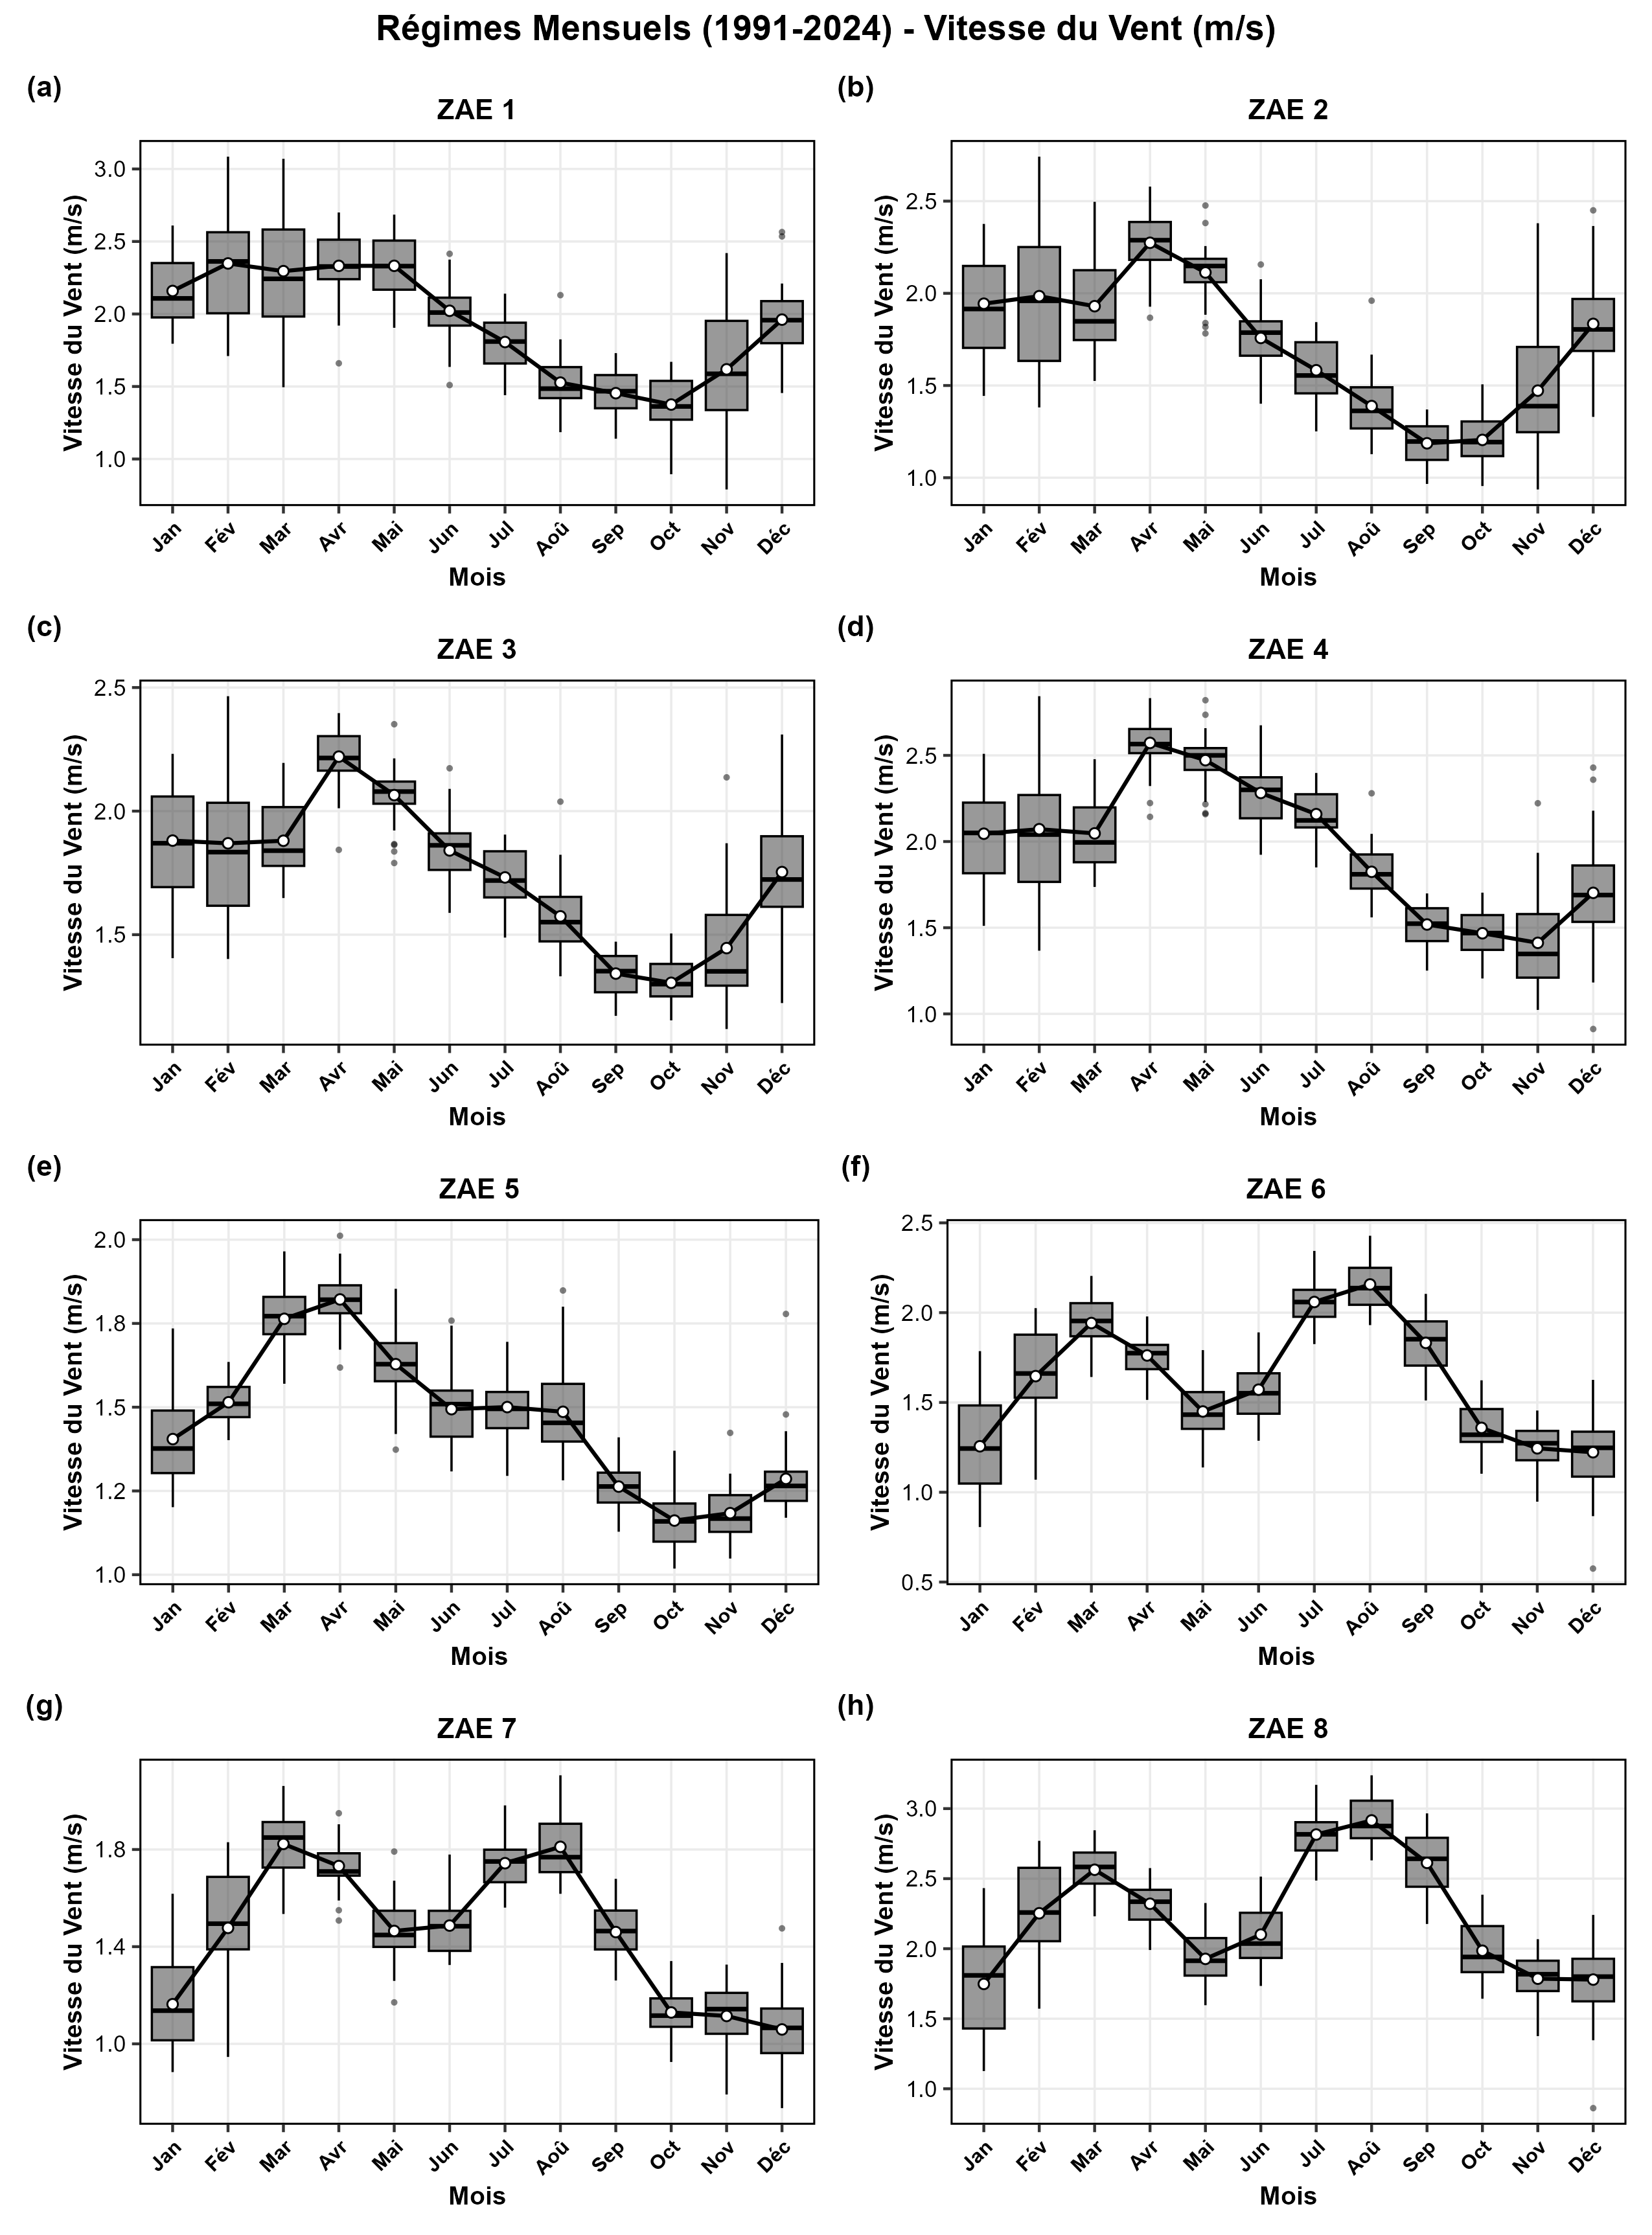 Régimes Mensuels (1991-2024) - Vitesse du Vent (m/s)
(a)
ZAE 1
Vitesse du Vent (m/s)
3.0
2.5
2.0
1.5
1.0
Jan Fév Mar Avr Mai Jun Jul Aoû Sep Oct Nov Déc
Mois
(b)
ZAE 2
Vitesse du Vent (m/s)
2.5
2.0
1.5
1.0
Jan Fév Mar Avr Mai Jun Jul Aoû Sep Oct Nov Déc
Mois
(c)
ZAE 3
Vitesse du Vent (m/s)
2.5
2.0
1.5
Jan Fév Mar Avr Mai Jun Jul Aoû Sep Oct Nov Déc
Mois
(d)
ZAE 4
Vitesse du Vent (m/s)
2.5
2.0
1.5
1.0
Jan Fév Mar Avr Mai Jun Jul Aoû Sep Oct Nov Déc
Mois
(e)
ZAE 5
Vitesse du Vent (m/s)
2.0
1.8
1.5
1.2
1.0
Jan Fév Mar Avr Mai Jun Jul Aoû Sep Oct Nov Déc
Mois
(f)
ZAE 6
Vitesse du Vent (m/s)
2.5
2.0
1.5
1.0
0.5
Jan Fév Mar Avr Mai Jun Jul Aoû Sep Oct Nov Déc
Mois
(g)
ZAE 7
Vitesse du Vent (m/s)
1.8
1.4
1.0
Jan Fév Mar Avr Mai Jun Jul Aoû Sep Oct Nov Déc
Mois
(h)
ZAE 8
Vitesse du Vent (m/s)
3.0
2.5
2.0
1.5
1.0
Jan Fév Mar Avr Mai Jun Jul Aoû Sep Oct Nov Déc
Mois